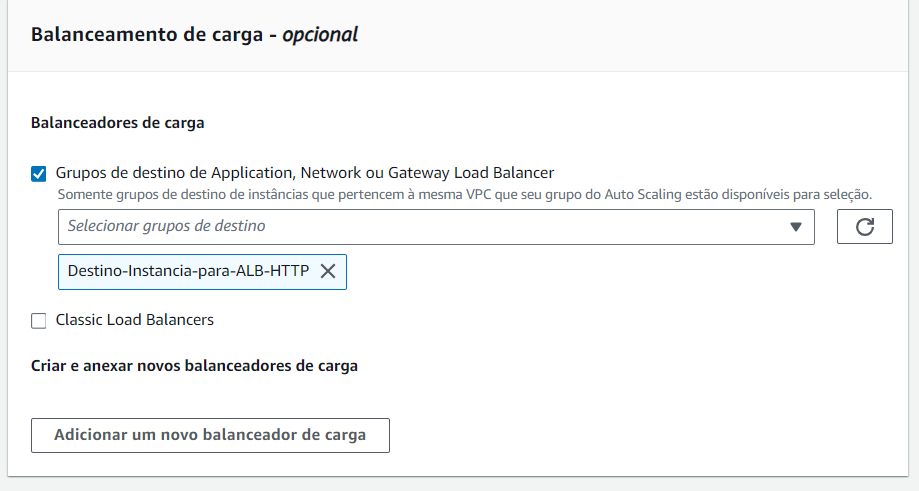 Balanceamento de carga - opcional
Balanceadores de carga
Grupos de destino de Application, Network ou Gateway Load Balancer
Somente grupos de destino de instâncias que pertencem à mesma VPC que seu grupo do Auto Scaling estão disponíveis para seleção.
Selecionar grupos de destino
Destino-Instancia-para-ALB-HTTP
Classic Load Balancers
Criar e anexar novos balanceadores de carga
Adicionar um novo balanceador de carga